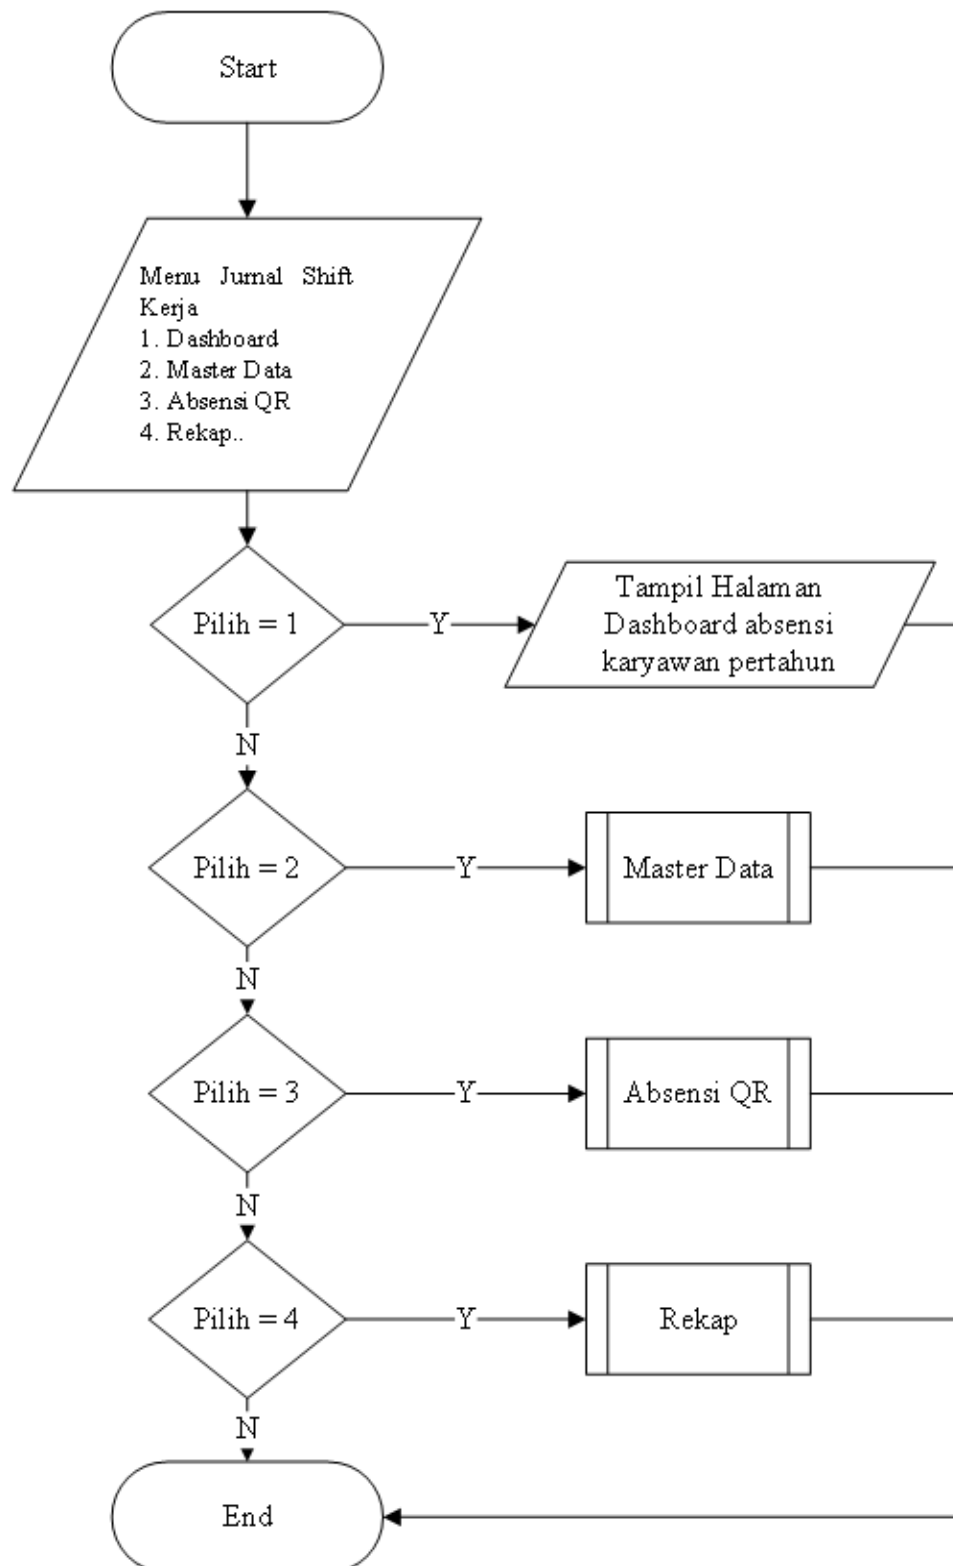 Start
Menu Jurnal Shift
Kerja
1. Dashboard
2. Master Data
3. Absensi QR
4. Rekap..
Pilih = 1
Y
Tampil Halaman
Dashboard absensi
karyawan pertahun
N
Pilih = 2
Y
Master Data
N
Pilih = 3
Y
Absensi QR
N
Pilih = 4
Y
Rekap
N
End